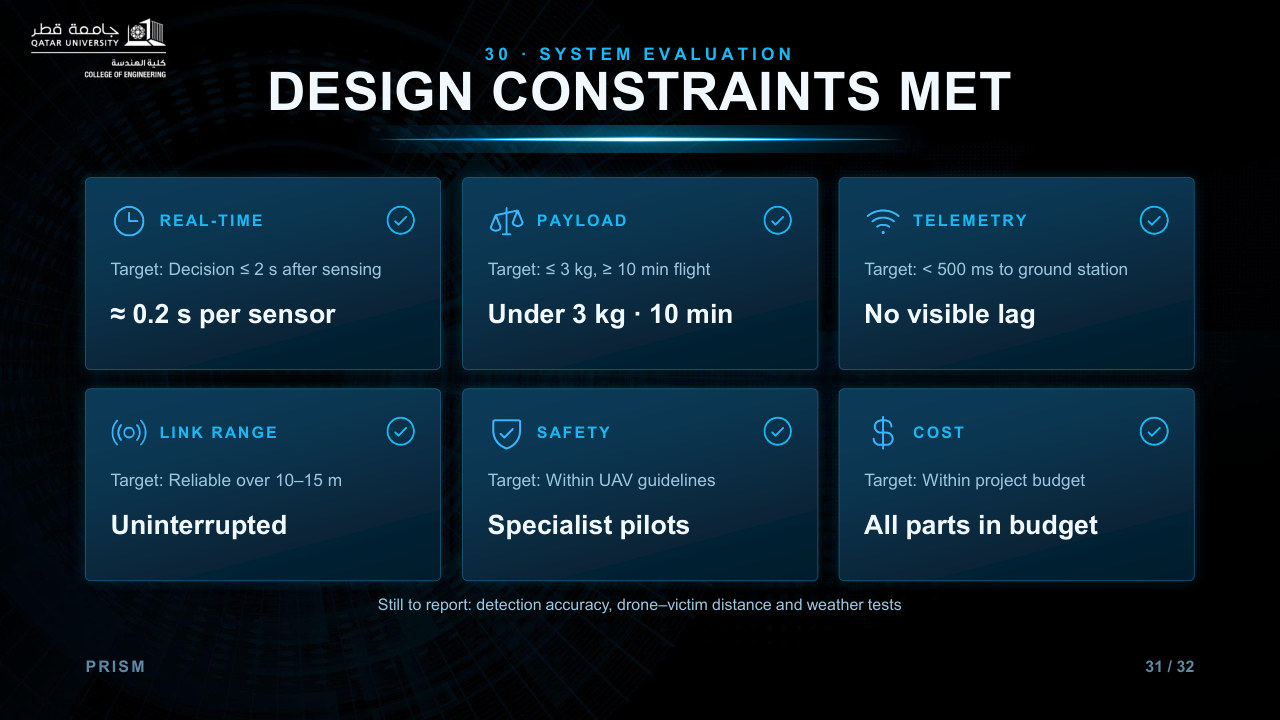 جامعة قطر
QATAR UNIVERSITY
كلية الهندسة
COLLEGE OF ENGINEERING
30 · SYSTEM EVALUATION
DESIGN CONSTRAINTS MET
REAL-TIME
Target: Decision ≤ 2 s after sensing
≈ 0.2 s per sensor
PAYLOAD
Target: ≤ 3 kg, ≥ 10 min flight
Under 3 kg · 10 min
TELEMETRY
Target: < 500 ms to ground station
No visible lag
LINK RANGE
Target: Reliable over 10–15 m
Uninterrupted
SAFETY
Target: Within UAV guidelines
Specialist pilots
COST
Target: Within project budget
All parts in budget
Still to report: detection accuracy, drone–victim distance and weather tests
PRISM
31 / 32